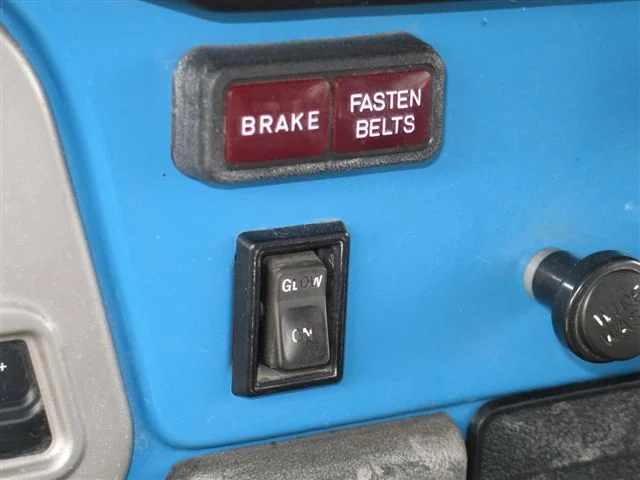 BRAKE
FASTEN
BELTS
GLOW
ON
+